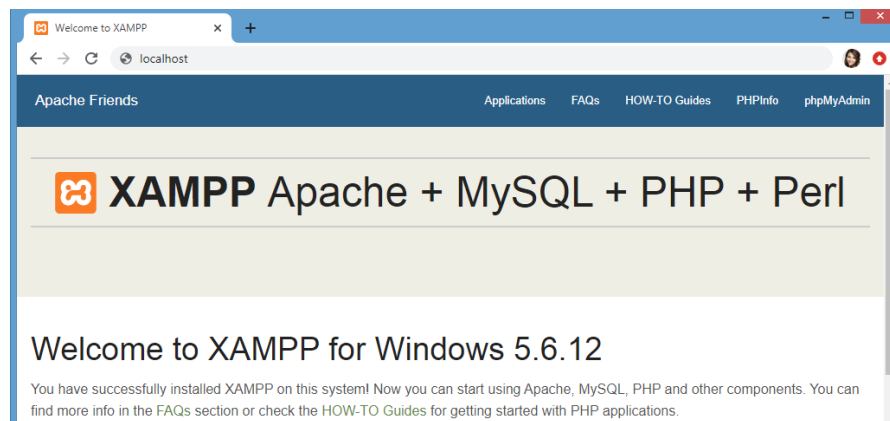 Welcome to XAMPP
localhost
Apache Friends
Applications FAQs HOW-TO Guides PHPInfo phpMyAdmin
XAMPP Apache + MySQL + PHP + Perl
Welcome to XAMPP for Windows 5.6.12
You have successfully installed XAMPP on this system! Now you can start using Apache, MySQL, PHP and other components. You can
find more info in the FAQs section or check the HOW-TO Guides for getting started with PHP applications.